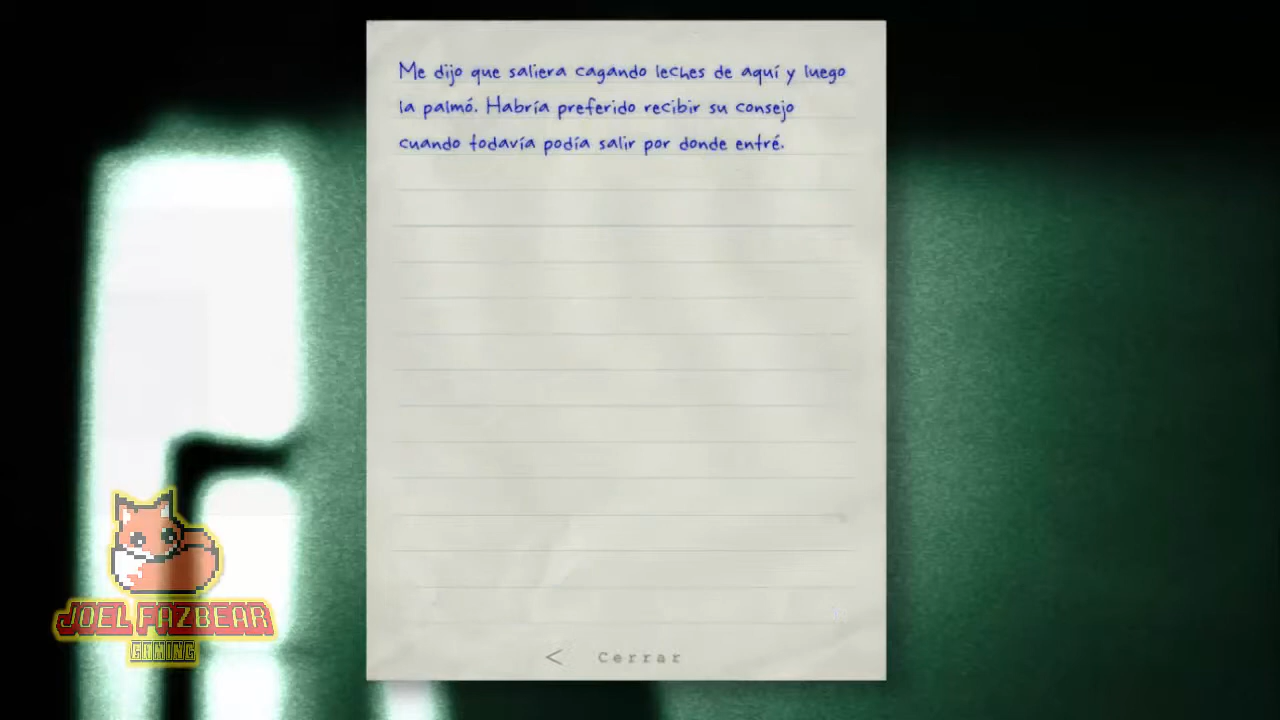 Me dijo que saliera cagando leches de aquí y luego
la palmó. Habría preferido recibir su consejo
cuando todavía podía salir por donde entré.
JOEL FAZBEAR
GAMING
< Cerrar